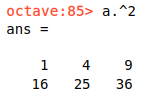 octave:85> a.^2
ans =
1 4 9
16 25 36